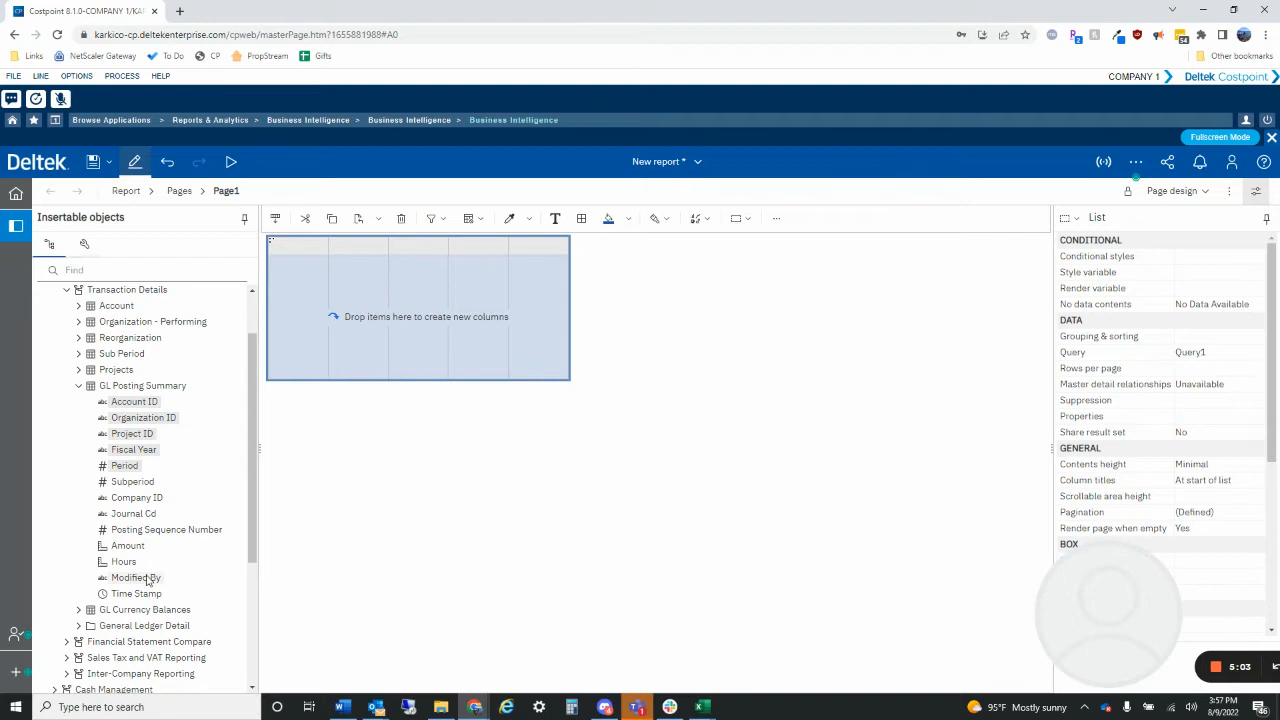 Costpoint 8.1.0-COMPANY 1/KAR
karkico-cp.deltekenterprise.com/cpweb/masterPage.htm?1655881988#A0
Links NetScaler Gateway To Do CP PropStream Gifts Other bookmarks
FILE LINE OPTIONS PROCESS HELP COMPANY 1 Deltek Costpoint
Browse Applications Reports & Analytics Business Intelligence Business Intelligence Business Intelligence
Fullscreen Mode
Deltek New report *
Report Pages Page1 Page design
Insertable objects List
Find
CONDITIONAL
Conditional styles
Style variable
Render variable
No data contents No Data Available
DATA
Grouping & sorting
Query Query1
Rows per page
Master detail relationships Unavailable
Suppression
Properties
Share result set No
GENERAL
Contents height Minimal
Column titles At start of list
Scrollable area height
Pagination (Defined)
Render page when empty Yes
BOX
Drop items here to create new columns
Transaction Details
Account
Organization - Performing
Reorganization
Sub Period
Projects
GL Posting Summary
abc Account ID
abc Organization ID
abc Project ID
abc Fiscal Year
Period
Subperiod
abc Company ID
abc Journal Cd
Posting Sequence Number
Amount
Hours
abc Modified By
Time Stamp
GL Currency Balances
General Ledger Detail
Financial Statement Compare
Sales Tax and VAT Reporting
Inter-Company Reporting
Cash Management
5:03
Type here to search
95°F Mostly sunny
3:57 PM
8/9/2022